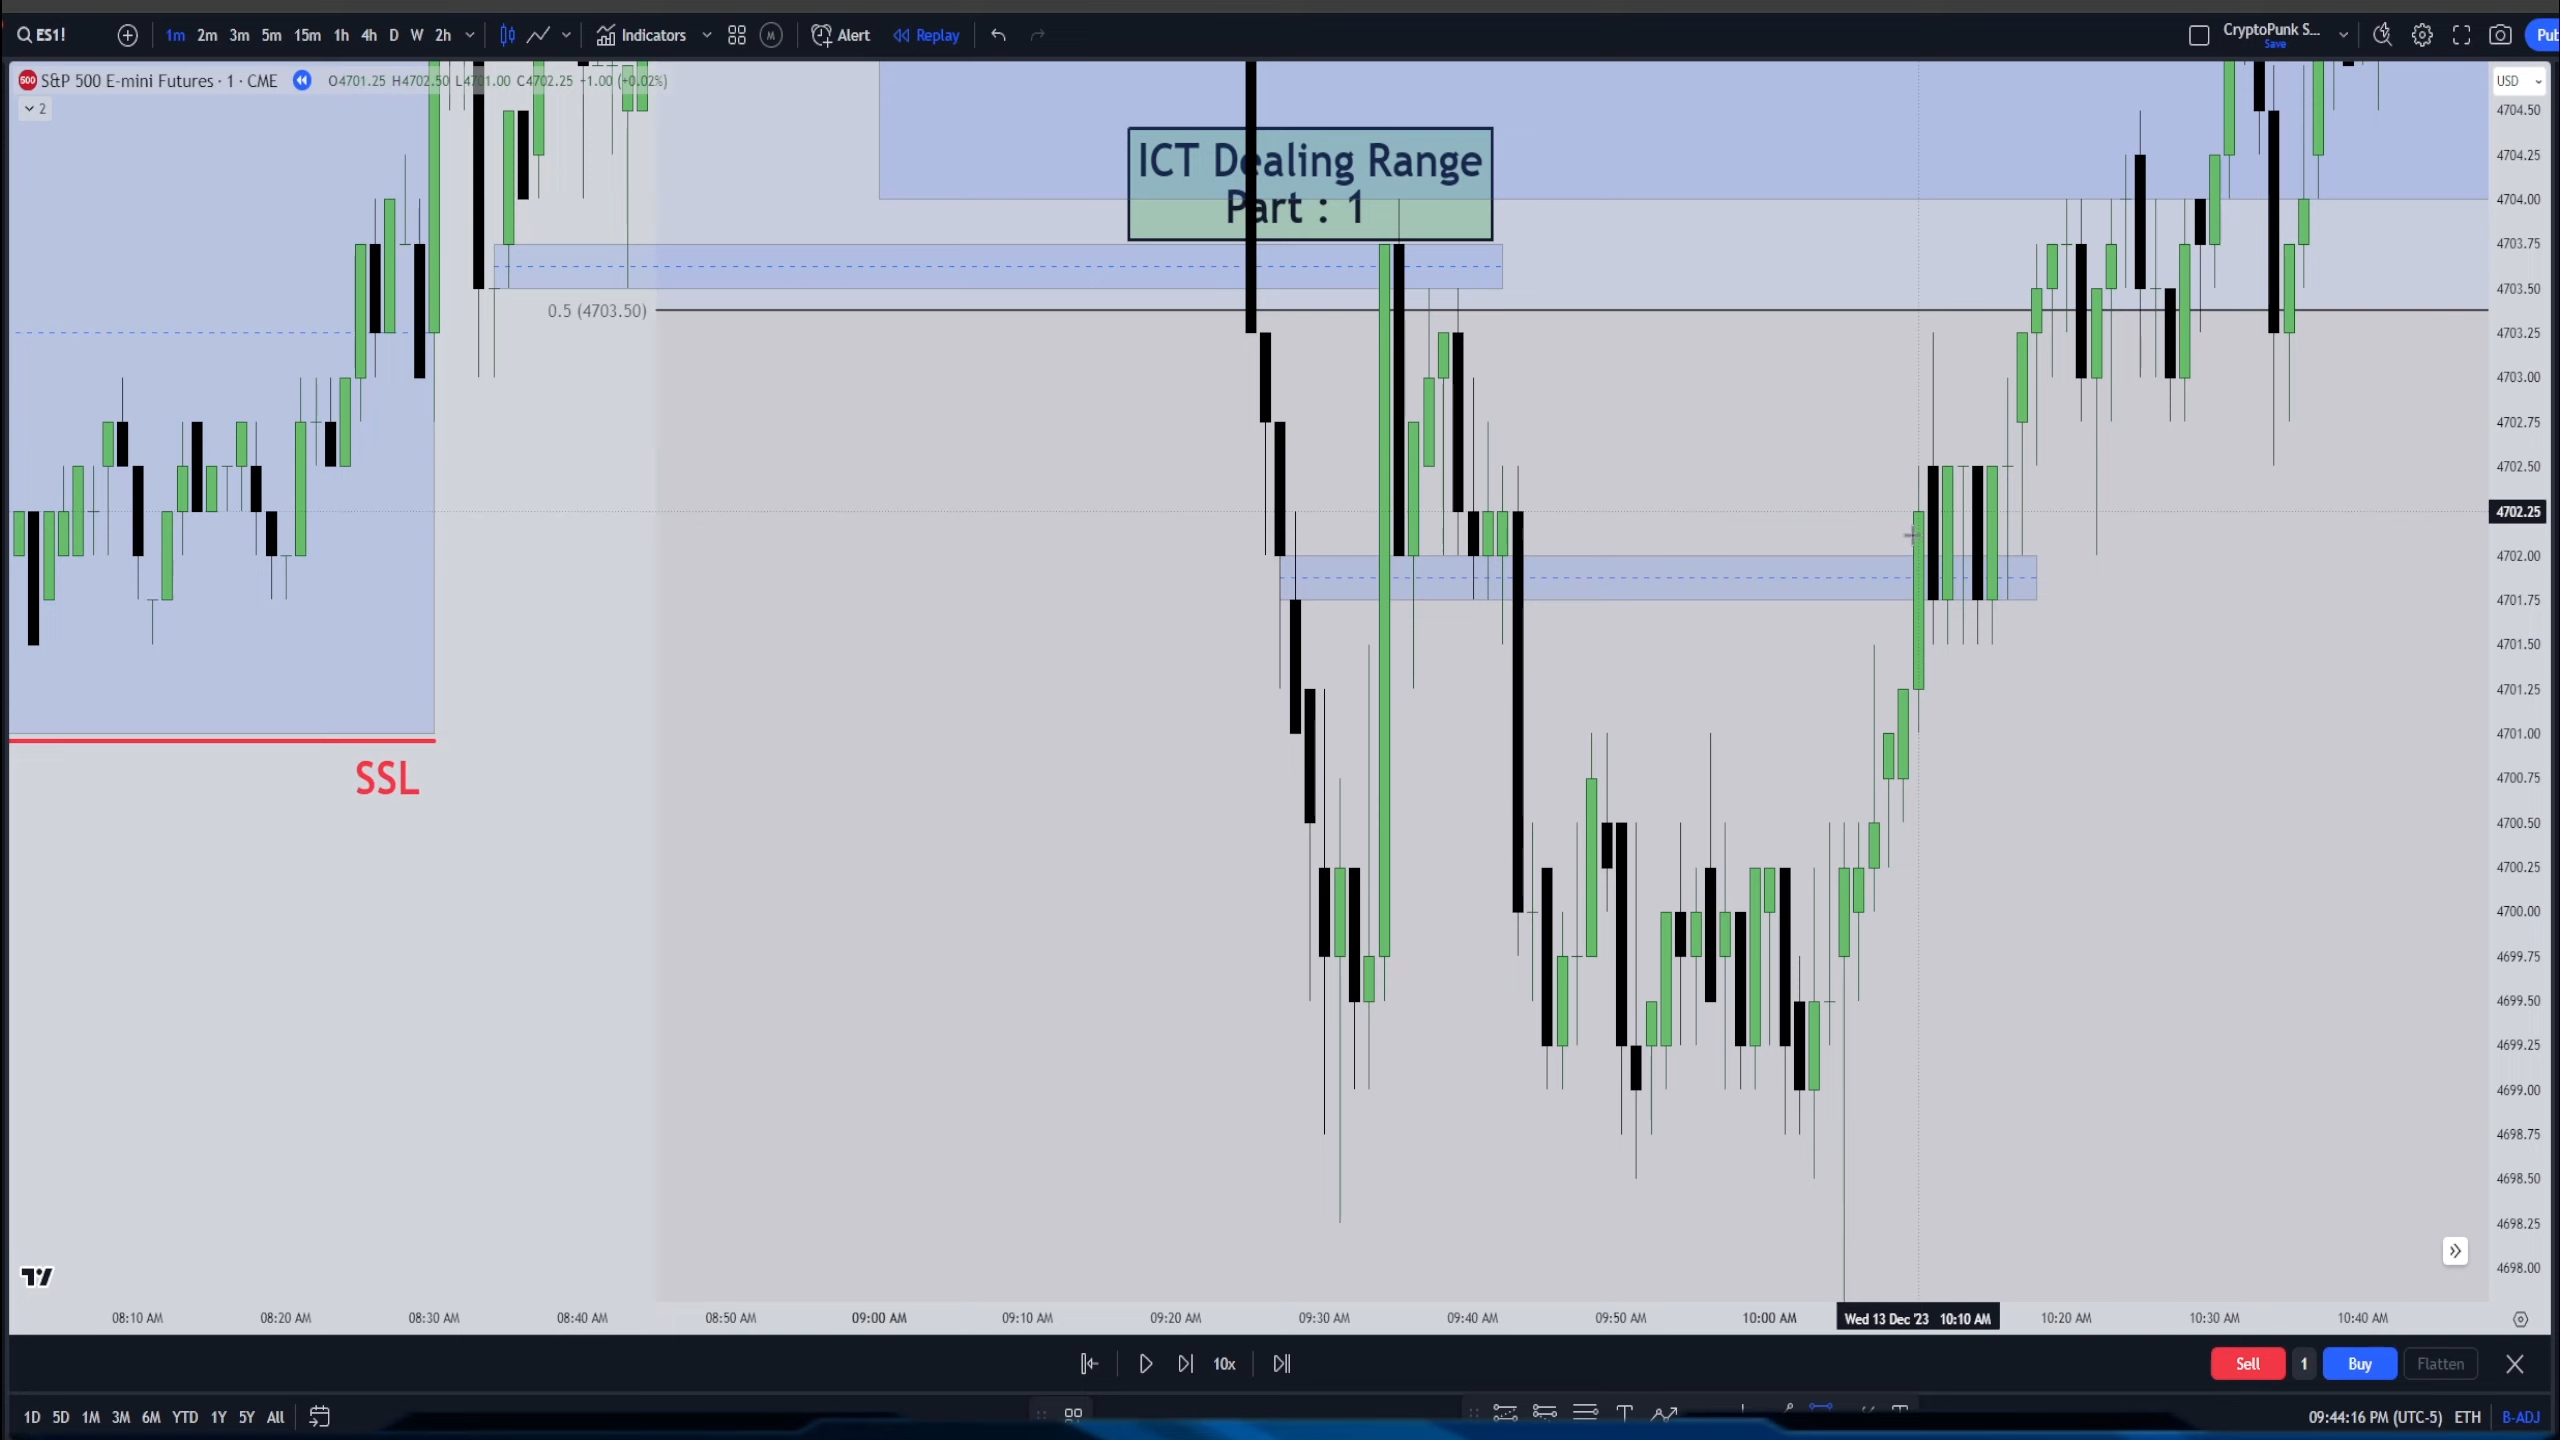 ES1!
1m 2m 3m 5m 15m 1h 4h D W 2h
Indicators
M
Alert
Replay
CryptoPunk S...
Save
500 S&P 500 E-mini Futures · 1 · CME
O4701.25 H4702.50 L4701.00 C4702.25 +1.00 (+0.02%)
2
USD
ICT Dealing Range
Part : 1
0.5 (4703.50)
SSL
4704.50
4704.25
4704.00
4703.75
4703.50
4703.25
4703.00
4702.75
4702.50
4702.25
4702.00
4701.75
4701.50
4701.25
4701.00
4700.75
4700.50
4700.25
4700.00
4699.75
4699.50
4699.25
4699.00
4698.75
4698.50
4698.25
4698.00
08:10 AM 08:20 AM 08:30 AM 08:40 AM 08:50 AM 09:00 AM 09:10 AM 09:20 AM 09:30 AM 09:40 AM 09:50 AM 10:00 AM Wed 13 Dec '23 10:10 AM 10:20 AM 10:30 AM 10:40 AM
10x
Sell 1 Buy Flatten
1D 5D 1M 3M 6M YTD 1Y 5Y All
09:44:16 PM (UTC-5) ETH B-ADJ